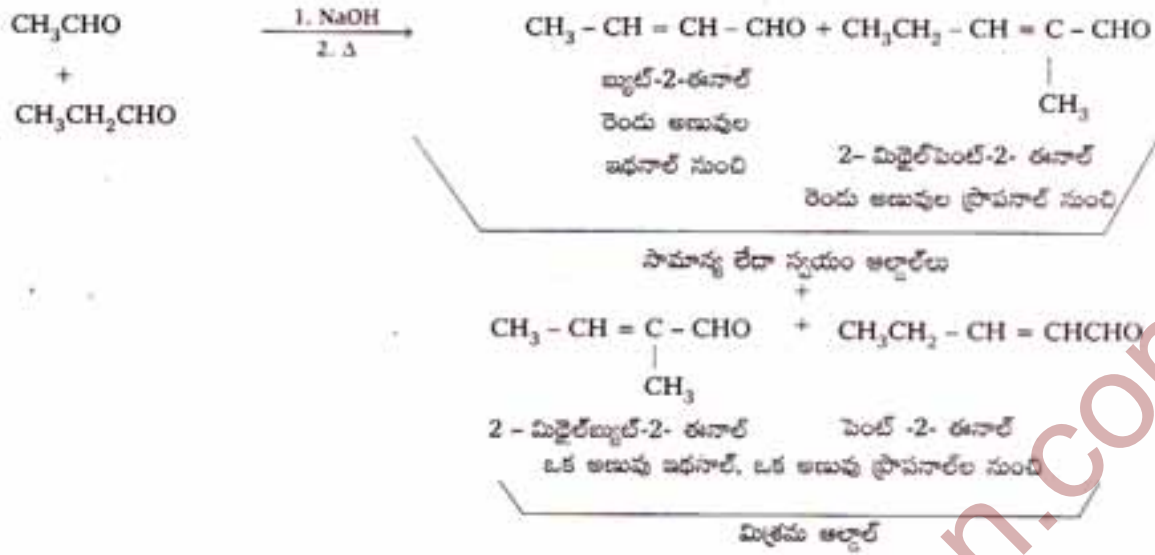 CH₃CHO
+
CH₃CH₂CHO
1. NaOH
2. Δ
CH₃ – CH = CH – CHO + CH₃CH₂ – CH = C – CHO
|
CH₃
బ్యుట్-2-ఈనాల్
రెండు అణువుల
ఇథనాల్ నుంచి
2– మిథైల్‌పెంట్-2- ఈనాల్
రెండు అణువుల ప్రొపనాల్ నుంచి
సామాన్య లేదా స్వయం ఆల్డాల్‌లు
+
CH₃ – CH = C – CHO + CH₃CH₂ – CH = CHCHO
|
CH₃
2 – మిథైల్‌బ్యుట్-2- ఈనాల్ పెంట్ -2- ఈనాల్
ఒక అణువు ఇథనాల్, ఒక అణువు ప్రొపనాల్‌ల నుంచి
మిశ్రమ ఆల్డాల్